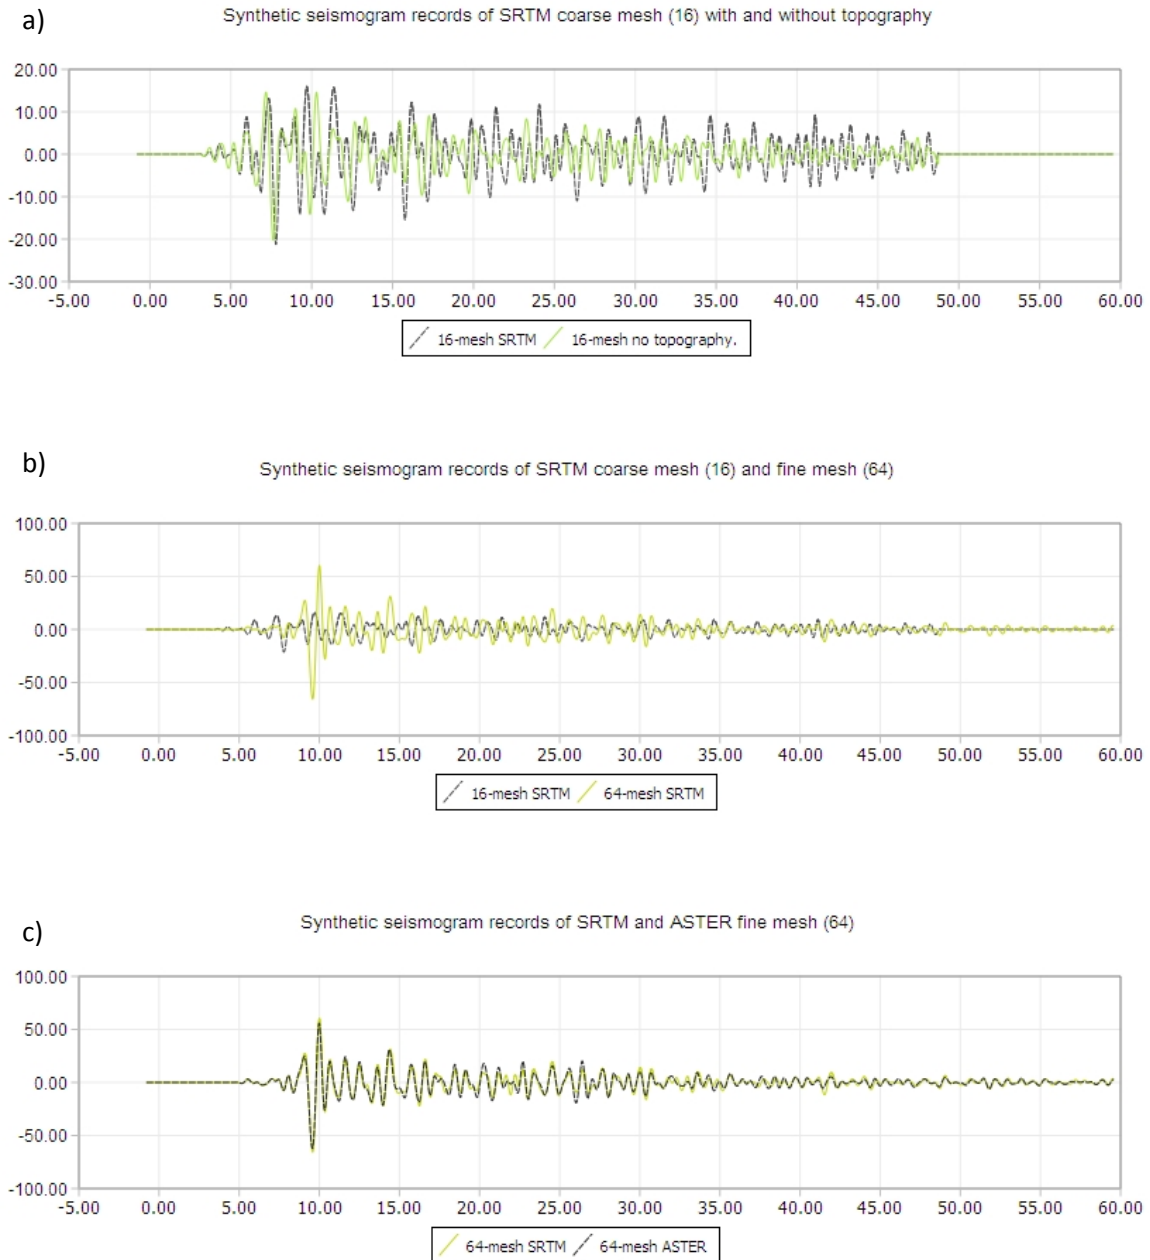 a)
Synthetic seismogram records of SRTM coarse mesh (16) with and without topography
20.00
10.00
0.00
-10.00
-20.00
-30.00
-5.00 0.00 5.00 10.00 15.00 20.00 25.00 30.00 35.00 40.00 45.00 50.00 55.00 60.00
16-mesh SRTM 16-mesh no topography.
b)
Synthetic seismogram records of SRTM coarse mesh (16) and fine mesh (64)
100.00
50.00
0.00
-50.00
-100.00
-5.00 0.00 5.00 10.00 15.00 20.00 25.00 30.00 35.00 40.00 45.00 50.00 55.00 60.00
16-mesh SRTM 64-mesh SRTM
c)
Synthetic seismogram records of SRTM and ASTER fine mesh (64)
100.00
50.00
0.00
-50.00
-100.00
-5.00 0.00 5.00 10.00 15.00 20.00 25.00 30.00 35.00 40.00 45.00 50.00 55.00 60.00
64-mesh SRTM 64-mesh ASTER